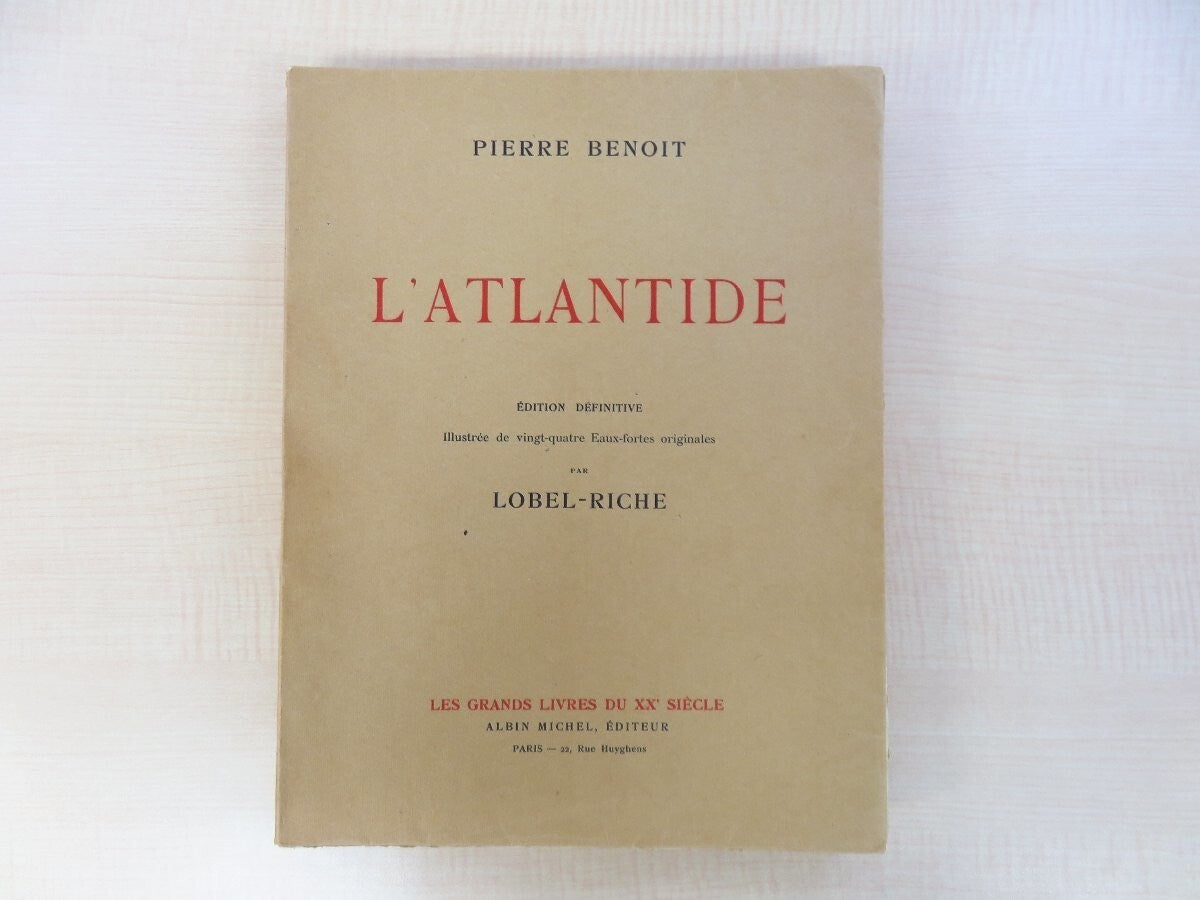 PIERRE BENOIT
L'ATLANTIDE
ÉDITION DÉFINITIVE
Illustrée de vingt-quatre Eaux-fortes originales
PAR
LOBEL-RICHE
LES GRANDS LIVRES DU XXᵉ SIÈCLE
ALBIN MICHEL, ÉDITEUR
PARIS — 22, Rue Huyghens